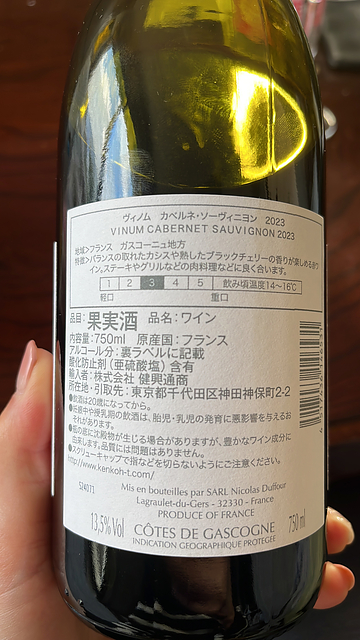 ヴィノム カベルネ・ソーヴィニヨン 2023
VINUM CABERNET SAUVIGNON 2023
地域>フランス ガスコーニュ地方
特徴>バランスの取れたカシスや熟したブラックチェリーの香りが楽しめる赤ワ
イン。ステーキやグリルなどの肉料理などに良く合います。
1 2 3 4 5 飲み頃温度14〜16℃
軽口 重口
品目:果実酒 品名:ワイン
内容量:750ml 原産国:フランス
アルコール分:裏ラベルに記載
酸化防止剤(亜硫酸塩)含有
輸入者:株式会社 健興通商
所在地・引取先:東京都千代田区神田神保町2-2
●飲酒は20歳になってから。
●妊娠中や授乳期の飲酒は、胎児・乳児の発育に悪影響を与えるお
それがあります。
●瓶の底に沈殿物が生じる場合がありますが、豊かなワイン成分に
由来します。品質には問題はありません。
●スクリューキャップで指などを切らないようにご注意ください。
http://www.kenkoh-t.com/
Mis en bouteilles par SARL Nicolas Duffour
Lagraulet-du-Gers - 32330 - France
PRODUCE OF FRANCE
13,5% Vol CÔTES DE GASCOGNE 750 ml
INDICATION GÉOGRAPHIQUE PROTÉGÉE